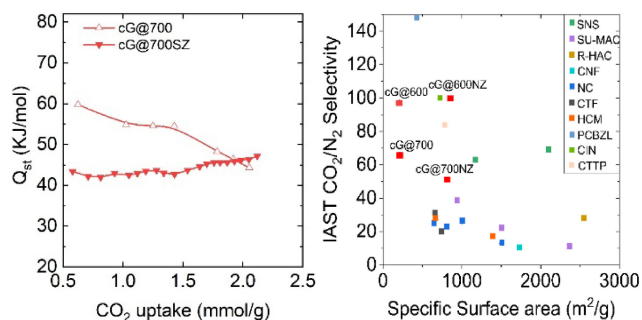 cG@700
cG@700SZ
Q_st (KJ/mol)
80
70
60
50
40
30
20
0.5 1.0 1.5 2.0 2.5
CO₂ uptake (mmol/g)
IAST CO₂/N₂ Selectivity
140
120
100
80
60
40
20
0
0 1000 2000 3000
Specific Surface area (m²/g)
cG@600
cG@600NZ
cG@700
cG@700NZ
SNS
SU-MAC
R-HAC
CNF
NC
CTF
HCM
PCBZL
CIN
CTTP